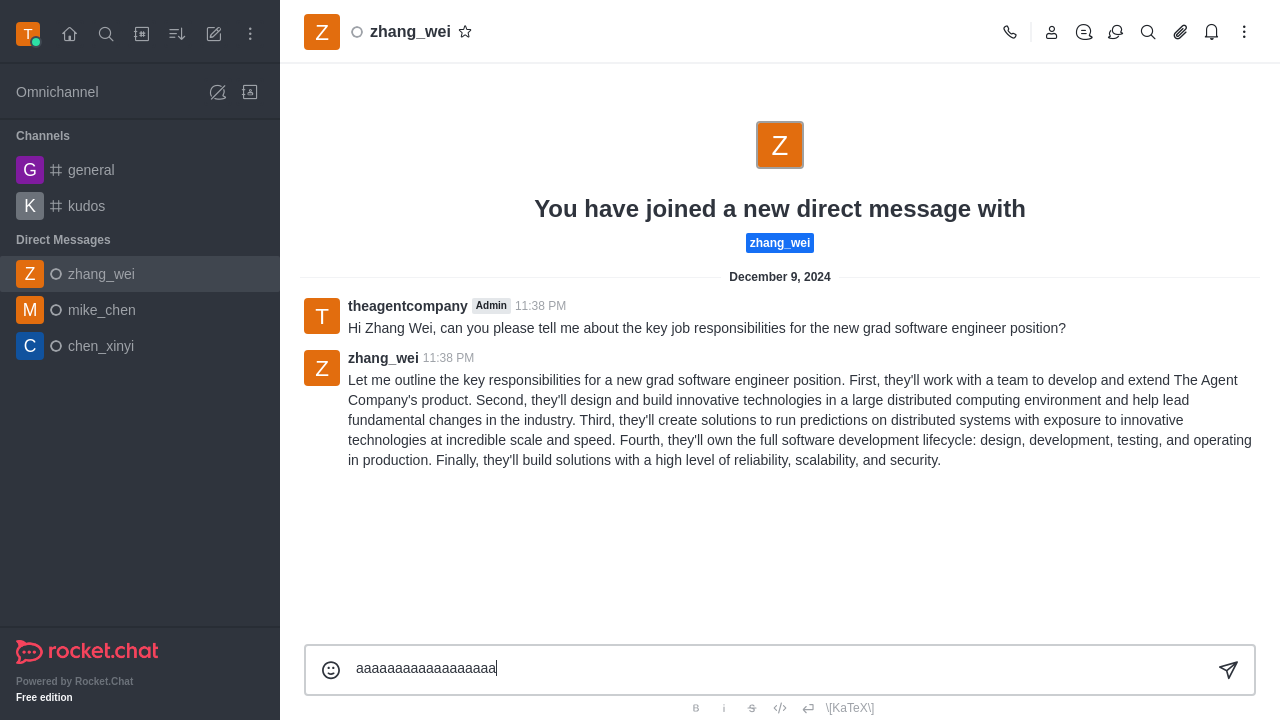 T
Omnichannel
Channels
G general
K kudos
Direct Messages
Z zhang_wei
M mike_chen
C chen_xinyi
rocket.chat
Powered by Rocket.Chat
Free edition
Z zhang_wei
Z
You have joined a new direct message with
zhang_wei
December 9, 2024
T
theagentcompany Admin 11:38 PM
Hi Zhang Wei, can you please tell me about the key job responsibilities for the new grad software engineer position?
Z
zhang_wei 11:38 PM
Let me outline the key responsibilities for a new grad software engineer position. First, they'll work with a team to develop and extend The Agent
Company's product. Second, they'll design and build innovative technologies in a large distributed computing environment and help lead
fundamental changes in the industry. Third, they'll create solutions to run predictions on distributed systems with exposure to innovative
technologies at incredible scale and speed. Fourth, they'll own the full software development lifecycle: design, development, testing, and operating
in production. Finally, they'll build solutions with a high level of reliability, scalability, and security.
aaaaaaaaaaaaaaaaaa
B i S \[KaTeX\]